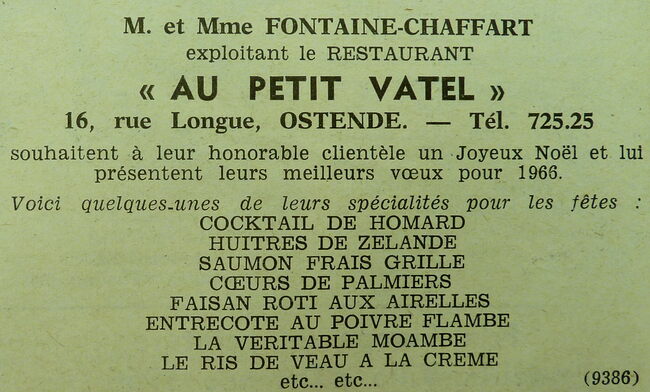 M. et Mme FONTAINE-CHAFFART
exploitant le RESTAURANT
« AU PETIT VATEL »
16, rue Longue, OSTENDE. — Tél. 725.25
souhaitent à leur honorable clientèle un Joyeux Noël et lui
présentent leurs meilleurs vœux pour 1966.
Voici quelques-unes de leurs spécialités pour les fêtes :
COCKTAIL DE HOMARD
HUITRES DE ZELANDE
SAUMON FRAIS GRILLE
CŒURS DE PALMIERS
FAISAN ROTI AUX AIRELLES
ENTRECOTE AU POIVRE FLAMBE
LA VERITABLE MOAMBE
LE RIS DE VEAU A LA CREME
etc... etc... (9386)